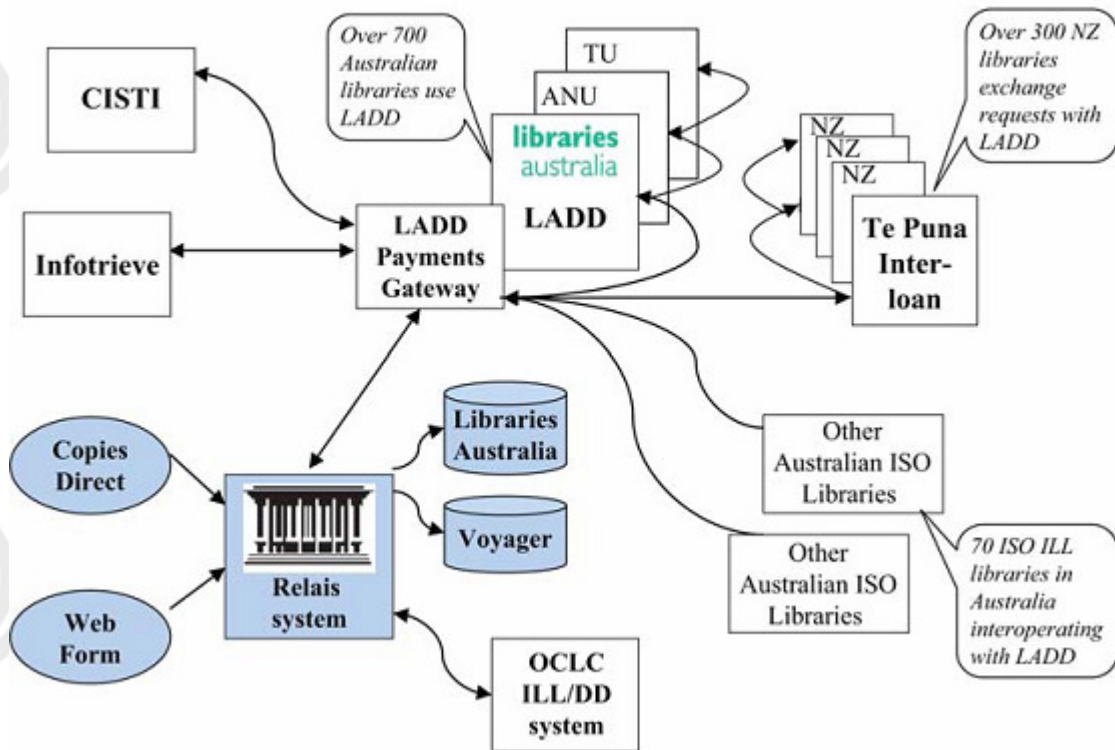 CISTI
Over 700
Australian
libraries use
LADD
TU
ANU
libraries
australia
LADD
Over 300 NZ
libraries
exchange
requests with
LADD
NZ
NZ
NZ
Te Puna
Inter-
loan
Infotrieve
LADD
Payments
Gateway
Copies
Direct
Web
Form
Relais
system
Libraries
Australia
Voyager
OCLC
ILL/DD
system
Other
Australian ISO
Libraries
Other
Australian ISO
Libraries
70 ISO ILL
libraries in
Australia
interoperating
with LADD